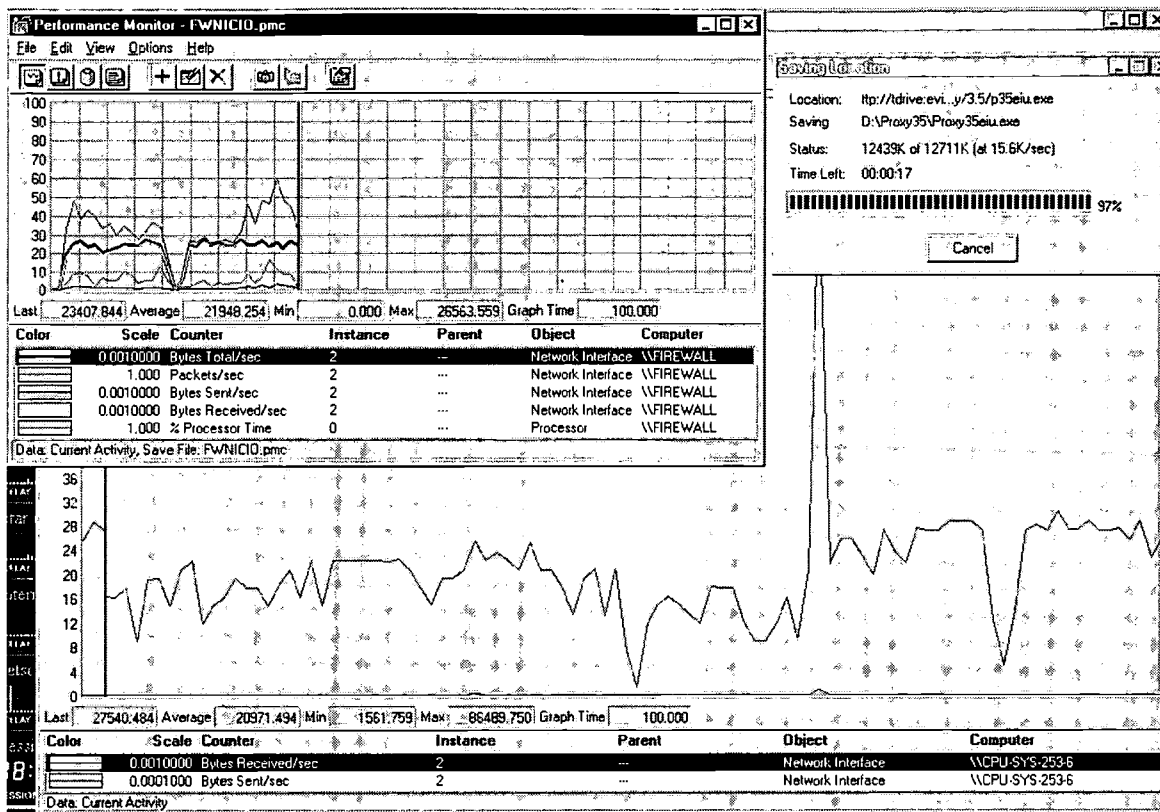 Performance Monitor - FWNICIO.pmc
File Edit View Options Help
100
90
80
70
60
50
40
30
20
10
0
Last 23407.844 Average 21948.254 Min 0.000 Max 26563.559 Graph Time 100.000
Color Scale Counter Instance Parent Object Computer
0.0010000 Bytes Total/sec 2 --- Network Interface \\FIREWALL
1.000 Packets/sec 2 --- Network Interface \\FIREWALL
0.0010000 Bytes Sent/sec 2 --- Network Interface \\FIREWALL
0.0010000 Bytes Received/sec 2 --- Network Interface \\FIREWALL
1.000 % Processor Time 0 --- Processor \\FIREWALL
Data: Current Activity, Save File: FWNICIO.pmc
Saving Location
Location: ttp://tdrive:evi...y/3.5/p35eiu.exe
Saving D:\Proxy35\Proxy35eiu.exe
Status: 12439K of 12711K (at 15.6K/sec)
Time Left: 00:00:17
97%
Cancel
36
32
28
24
20
16
12
8
4
0
Last 27540.484 Average 20971.494 Min 1561.759 Max 86489.750 Graph Time 100.000
Color Scale Counter Instance Parent Object Computer
0.0010000 Bytes Received/sec 2 --- Network Interface \\CPU-SYS-253-6
0.0001000 Bytes Sent/sec 2 --- Network Interface \\CPU-SYS-253-6
Data: Current Activity